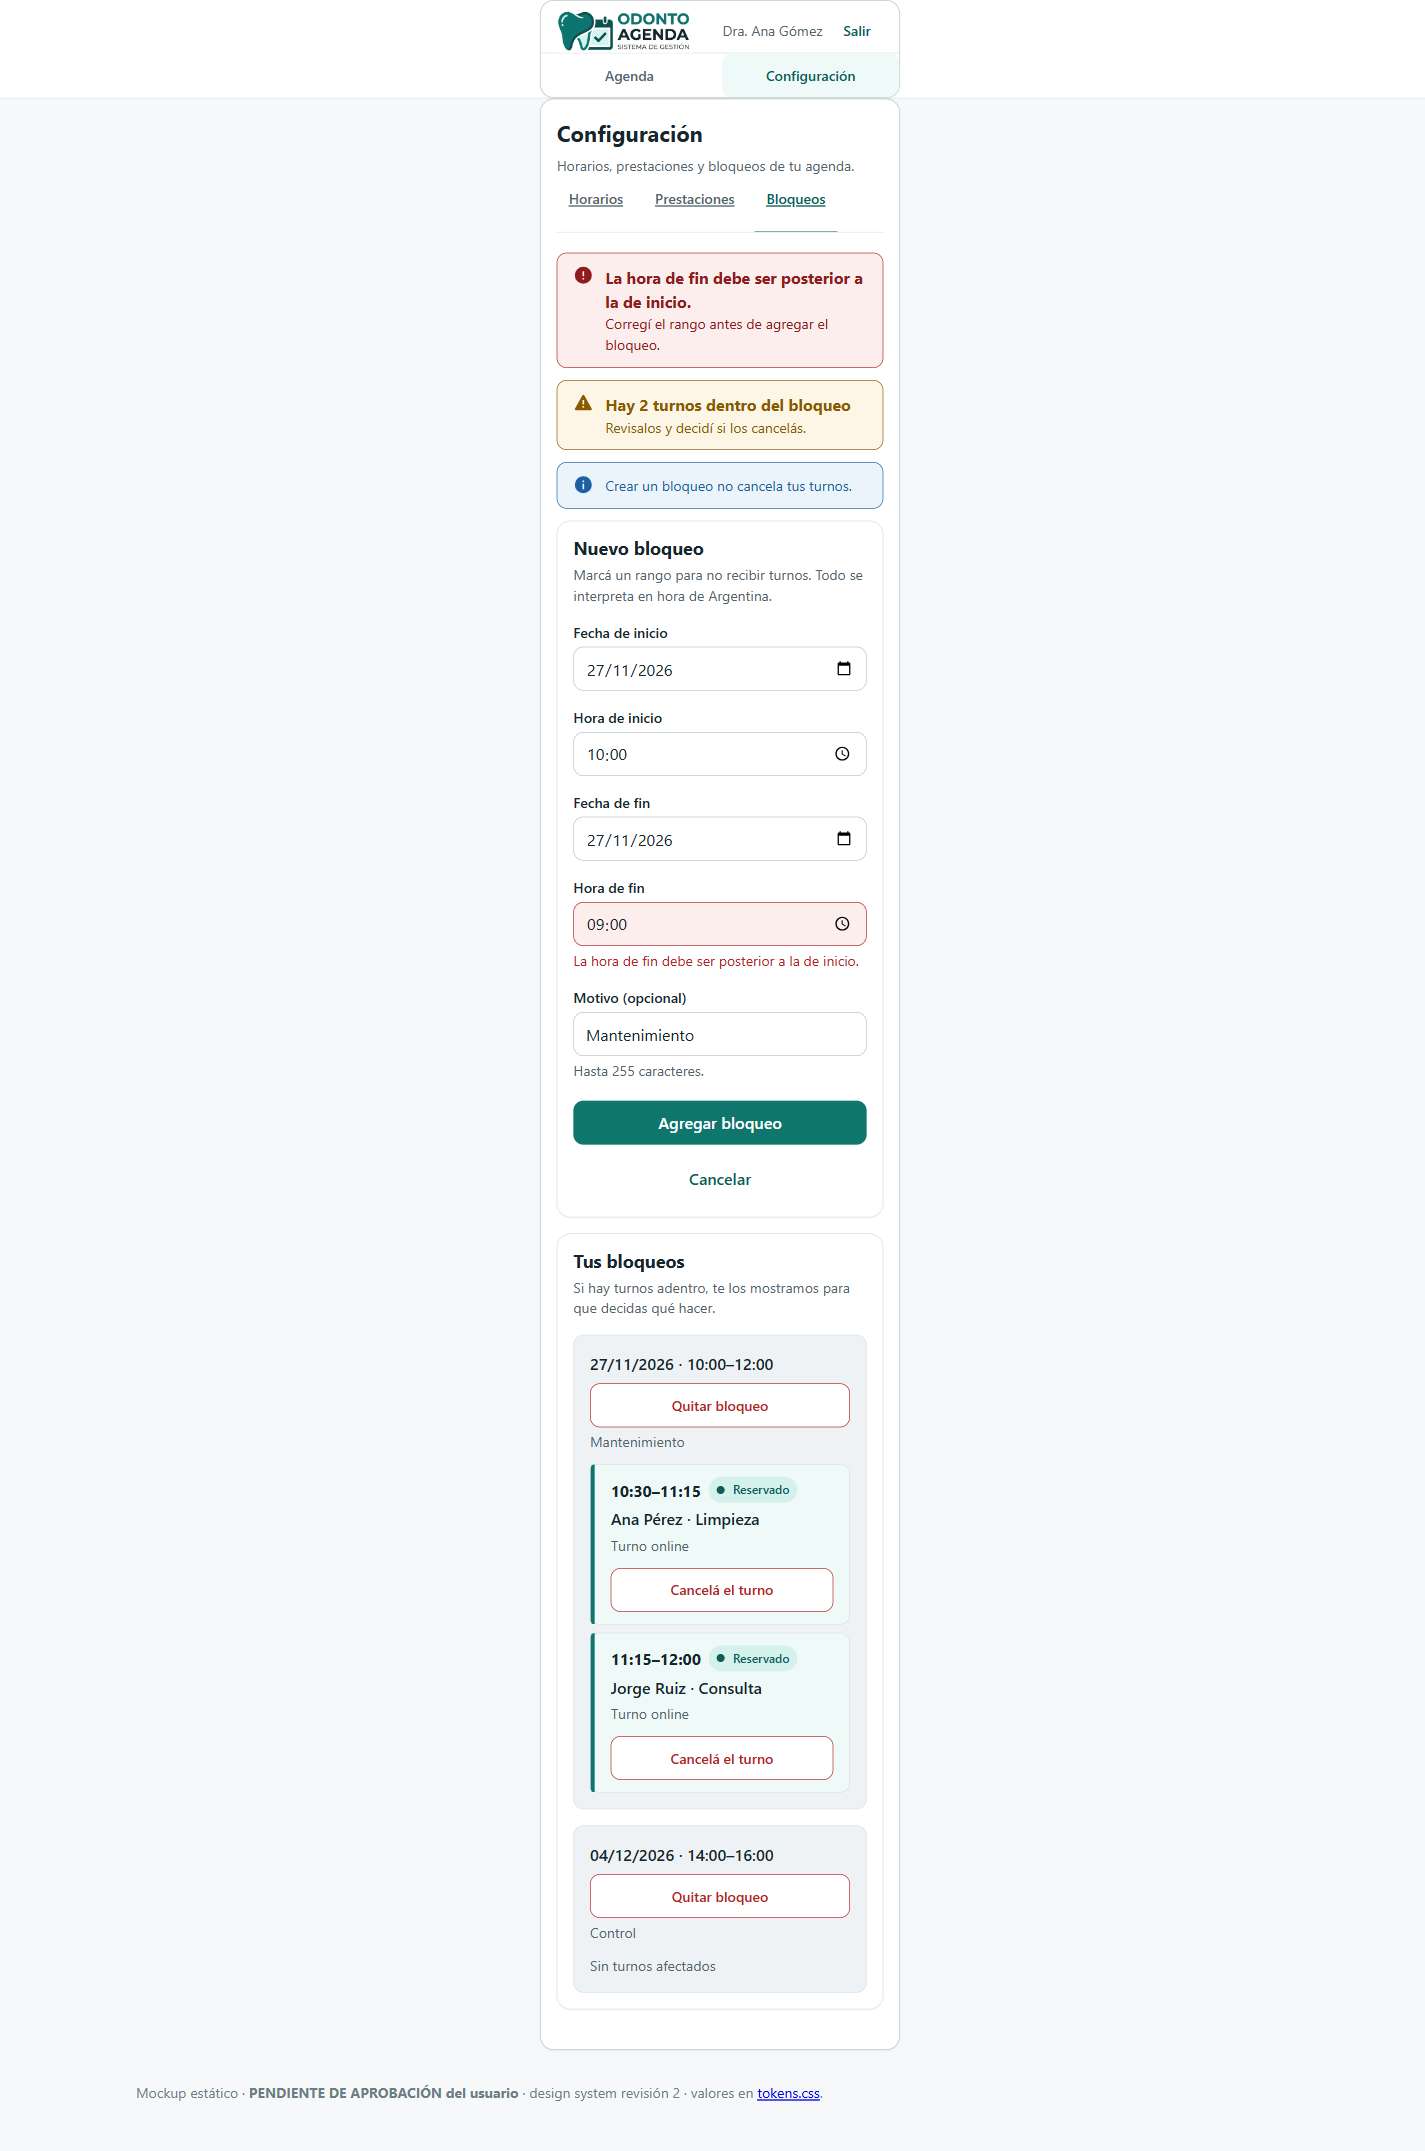 ODONTO
AGENDA
SISTEMA DE GESTIÓN
Dra. Ana Gómez
Salir
Agenda
Configuración
Configuración
Horarios, prestaciones y bloqueos de tu agenda.
Horarios
Prestaciones
Bloqueos
La hora de fin debe ser posterior a
la de inicio.
Corregí el rango antes de agregar el
bloqueo.
Hay 2 turnos dentro del bloqueo
Revisalos y decidí si los cancelás.
Crear un bloqueo no cancela tus turnos.
Nuevo bloqueo
Marcá un rango para no recibir turnos. Todo se
interpreta en hora de Argentina.
Fecha de inicio
27/11/2026
Hora de inicio
10:00
Fecha de fin
27/11/2026
Hora de fin
09:00
La hora de fin debe ser posterior a la de inicio.
Motivo (opcional)
Mantenimiento
Hasta 255 caracteres.
Agregar bloqueo
Cancelar
Tus bloqueos
Si hay turnos adentro, te los mostramos para
que decidas qué hacer.
27/11/2026 · 10:00–12:00
Quitar bloqueo
Mantenimiento
10:30–11:15 Reservado
Ana Pérez · Limpieza
Turno online
Cancelá el turno
11:15–12:00 Reservado
Jorge Ruiz · Consulta
Turno online
Cancelá el turno
04/12/2026 · 14:00–16:00
Quitar bloqueo
Control
Sin turnos afectados
Mockup estático · PENDIENTE DE APROBACIÓN del usuario · design system revisión 2 · valores en tokens.css.